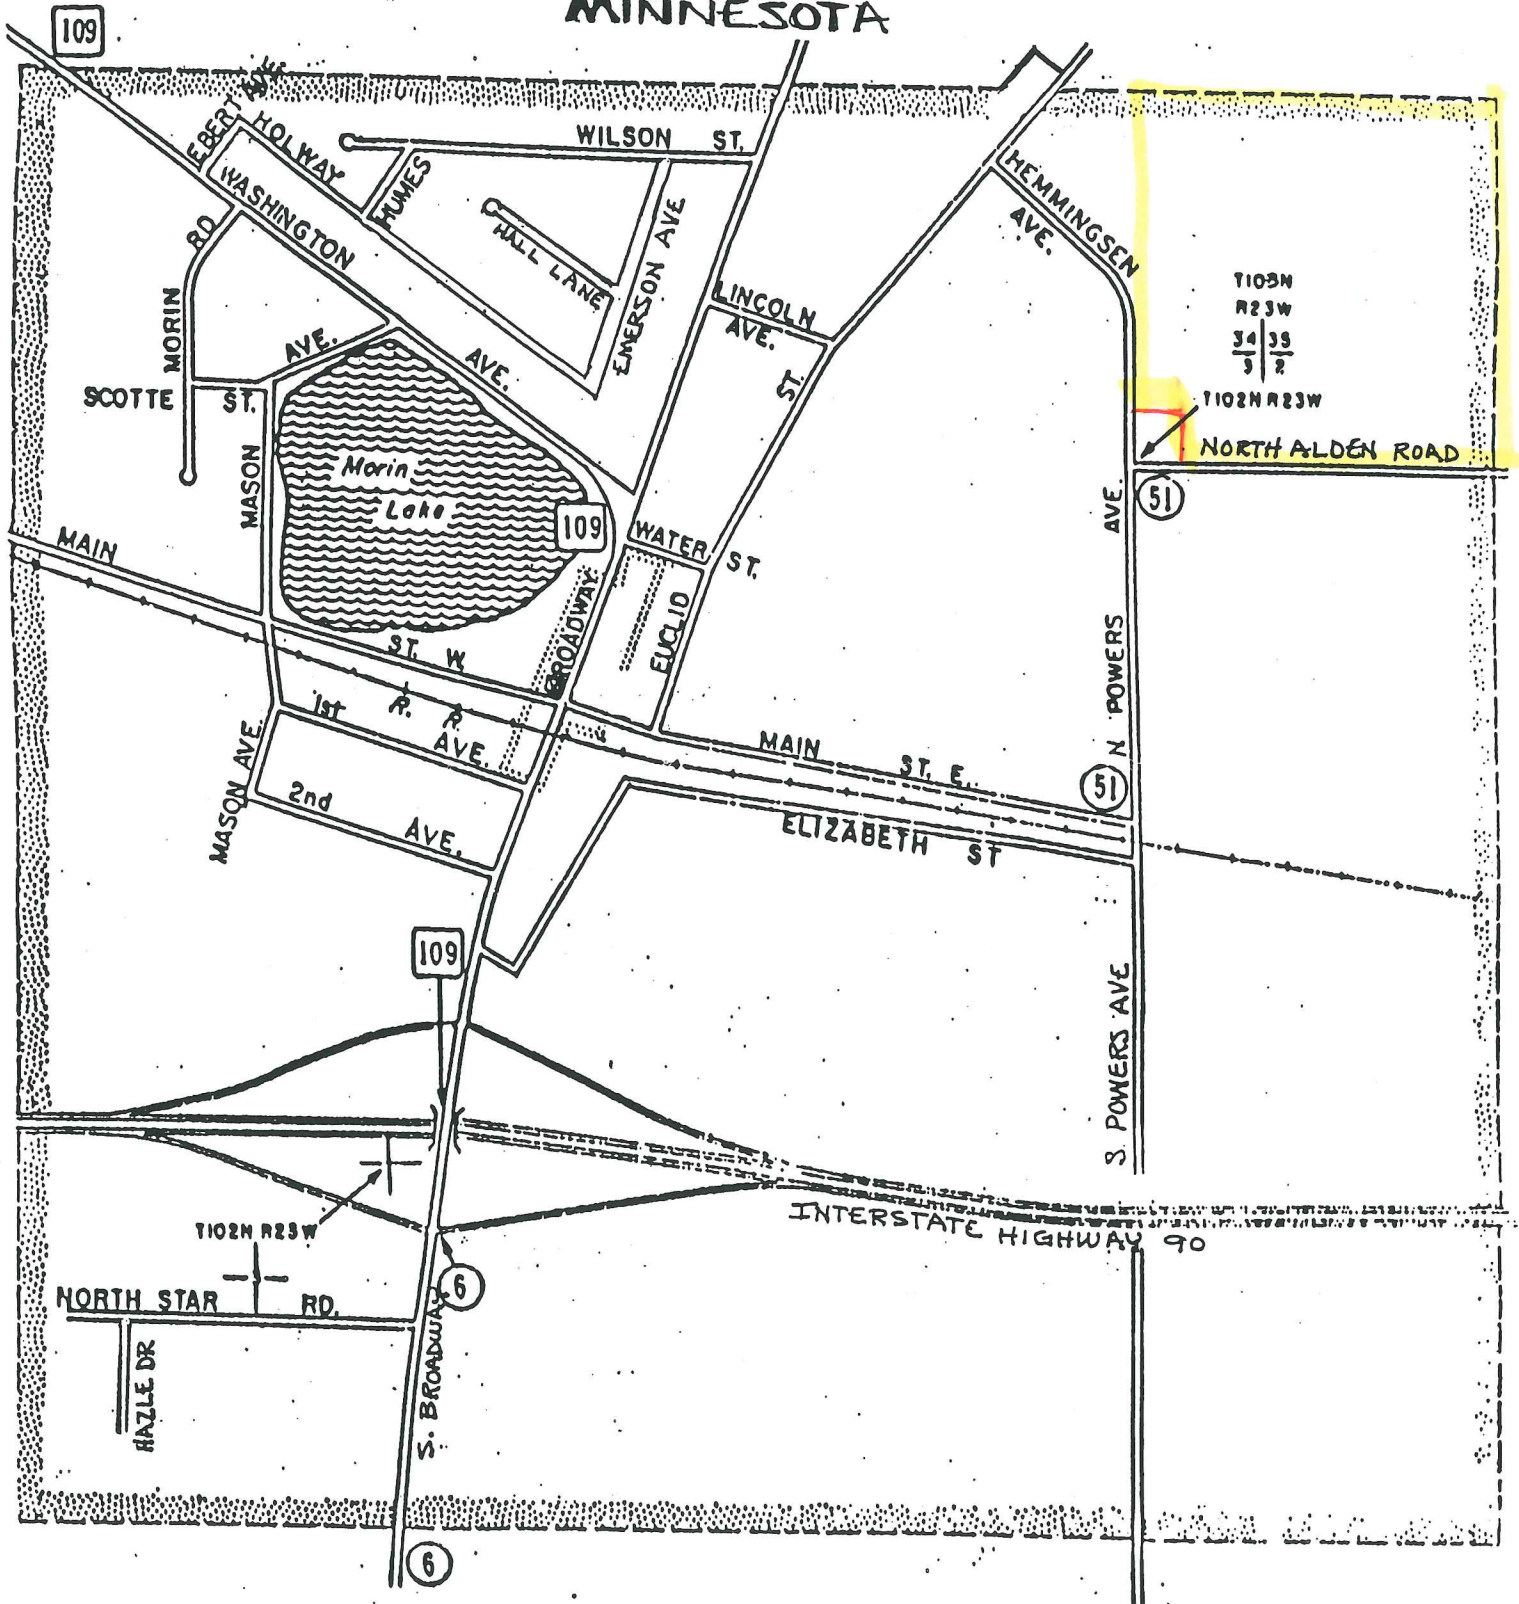 MINNESOTA
109
EBERT AVE.
HOLWAY
WILSON ST.
HUMES
WASHINGTON AVE.
HALL LANE
EMERSON AVE
HEMMINGSEN AVE.
MORIN RD
LINCOLN AVE.
T103N
R23W
34 35
3 2
T102N R23W
AVE.
SCOTTE ST.
ST.
NORTH ALDEN ROAD
51
MASON
Morin
Lake
109
WATER ST.
MAIN ST. W.
BROADWAY
EUCLID
N POWERS AVE.
R. R.
1st AVE.
MASON AVE
2nd AVE.
MAIN ST. E.
51
ELIZABETH ST
109
S. POWERS AVE
T102N R23W
INTERSTATE HIGHWAY 90
6
NORTH STAR RD.
HAZLE DR
S. BROADWAY
6